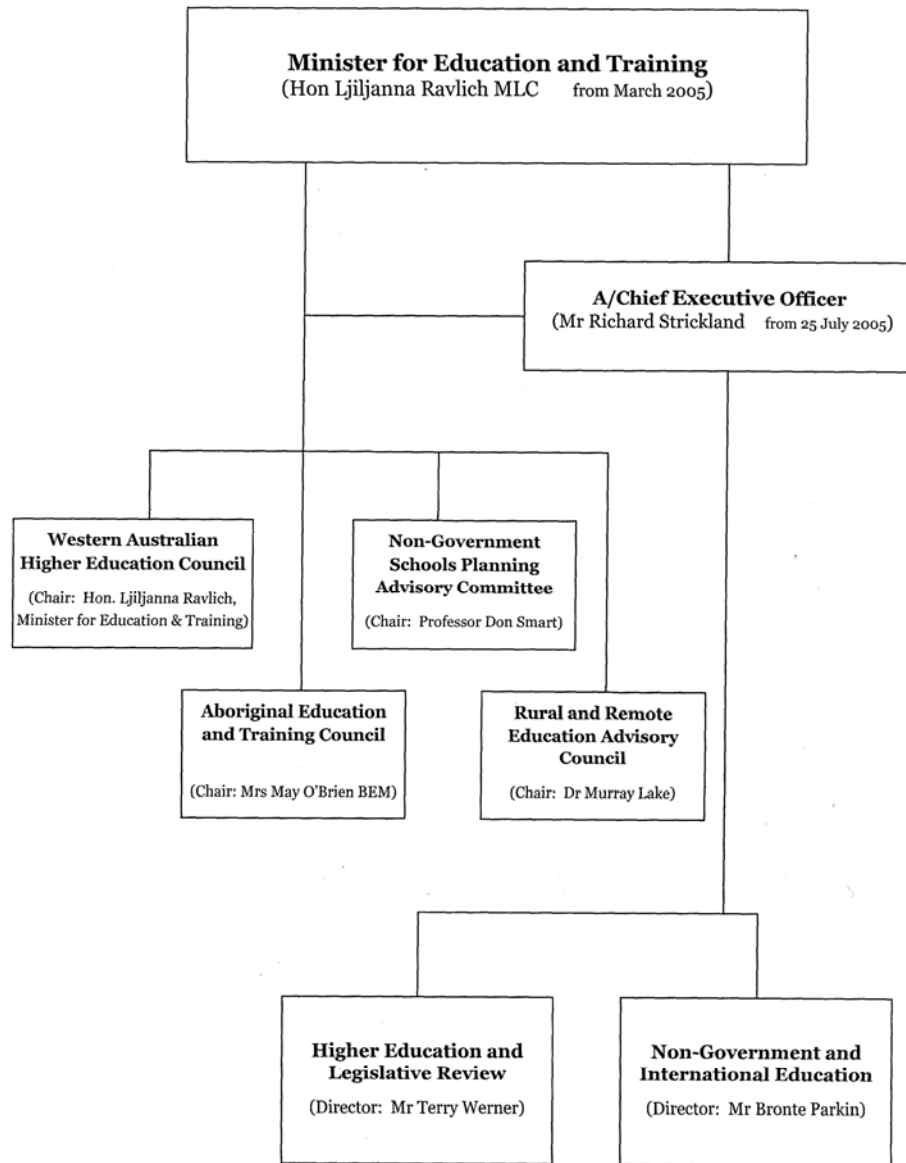 Minister for Education and Training
(Hon Ljiljanna Ravlich MLC from March 2005)
A/Chief Executive Officer
(Mr Richard Strickland from 25 July 2005)
Western Australian
Higher Education Council
(Chair: Hon. Ljiljanna Ravlich,
Minister for Education & Training)
Non-Government
Schools Planning
Advisory Committee
(Chair: Professor Don Smart)
Aboriginal Education
and Training Council
(Chair: Mrs May O'Brien BEM)
Rural and Remote
Education Advisory
Council
(Chair: Dr Murray Lake)
Higher Education and
Legislative Review
(Director: Mr Terry Werner)
Non-Government and
International Education
(Director: Mr Bronte Parkin)